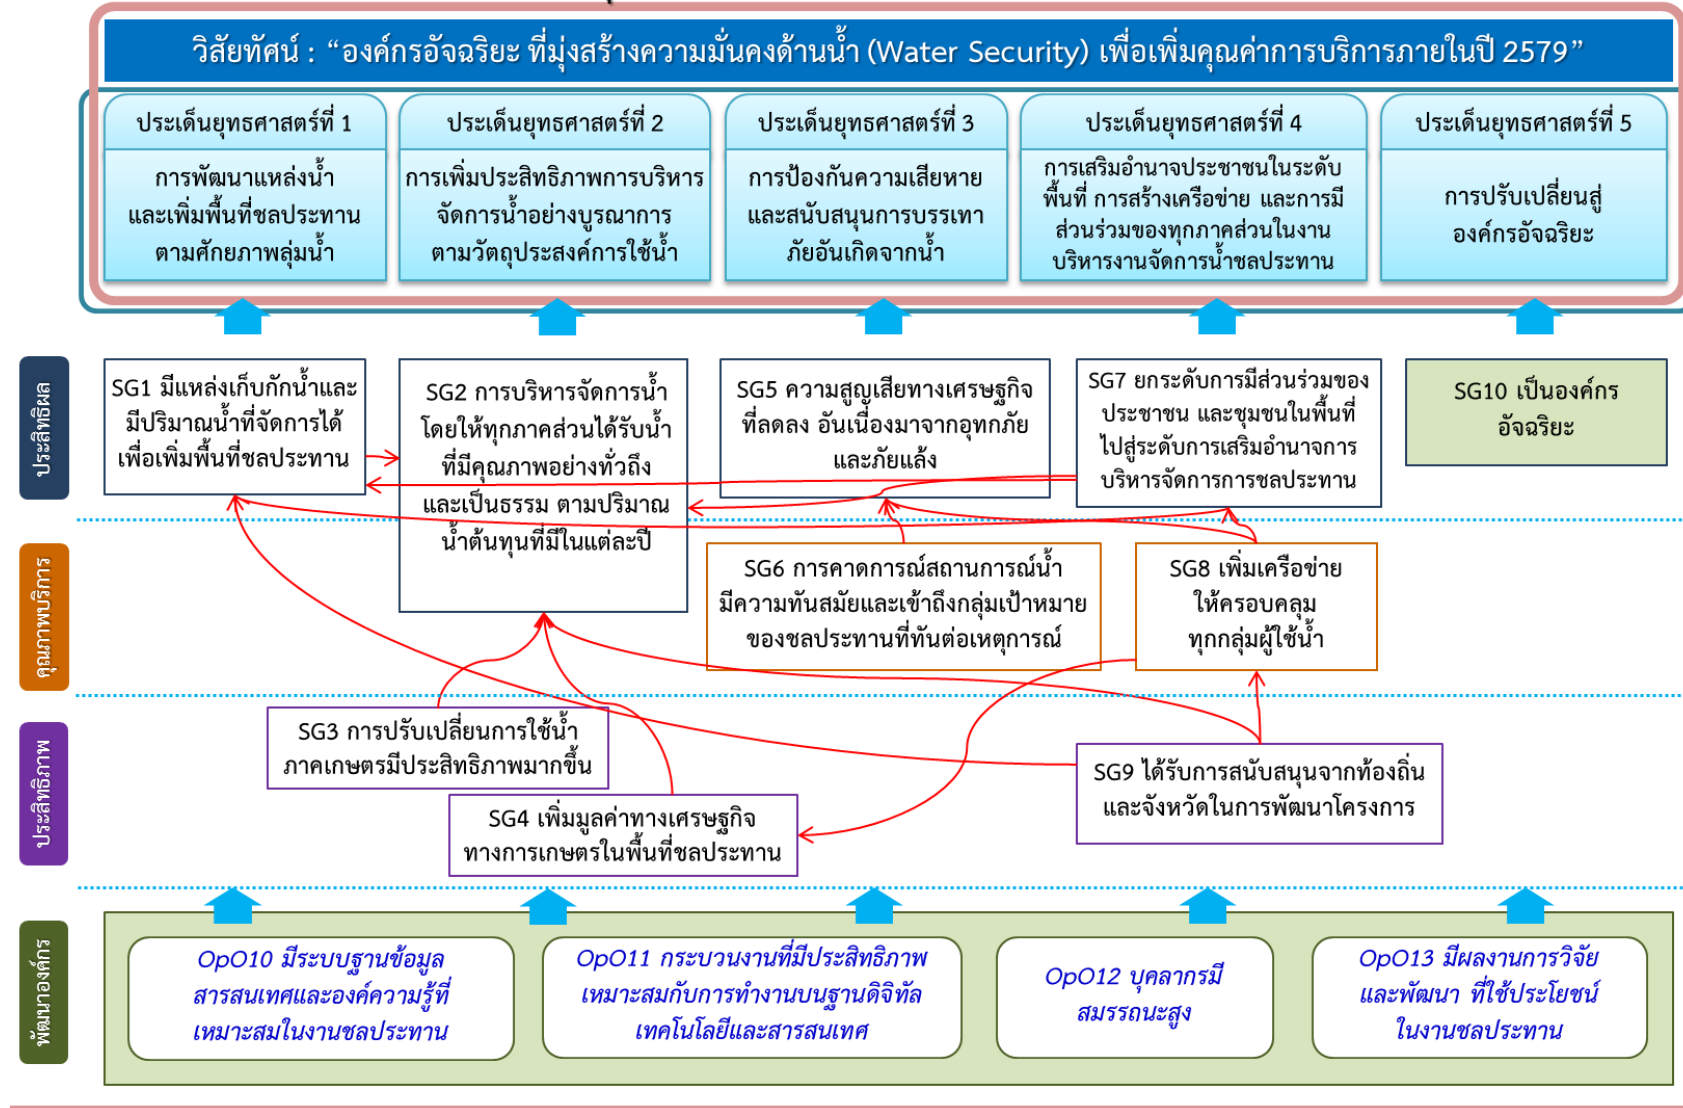 วิสัยทัศน์ : “องค์กรอัจฉริยะ ที่มุ่งสร้างความมั่นคงด้านน้ำ (Water Security) เพื่อเพิ่มคุณค่าการบริการภายในปี 2579”
ประเด็นยุทธศาสตร์ที่ 1
การพัฒนาแหล่งน้ำ
และเพิ่มพื้นที่ชลประทาน
ตามศักยภาพลุ่มน้ำ
ประเด็นยุทธศาสตร์ที่ 2
การเพิ่มประสิทธิภาพการบริหาร
จัดการน้ำอย่างบูรณาการ
ตามวัตถุประสงค์การใช้น้ำ
ประเด็นยุทธศาสตร์ที่ 3
การป้องกันความเสียหาย
และสนับสนุนการบรรเทา
ภัยอันเกิดจากน้ำ
ประเด็นยุทธศาสตร์ที่ 4
การเสริมอำนาจประชาชนในระดับ
พื้นที่ การสร้างเครือข่าย และการมี
ส่วนร่วมของทุกภาคส่วนในงาน
บริหารงานจัดการน้ำชลประทาน
ประเด็นยุทธศาสตร์ที่ 5
การปรับเปลี่ยนสู่
องค์กรอัจฉริยะ
ประสิทธิผล
SG1 มีแหล่งเก็บกักน้ำและ
มีปริมาณน้ำที่จัดการได้
เพื่อเพิ่มพื้นที่ชลประทาน
SG2 การบริหารจัดการน้ำ
โดยให้ทุกภาคส่วนได้รับน้ำ
ที่มีคุณภาพอย่างทั่วถึง
และเป็นธรรม ตามปริมาณ
น้ำต้นทุนที่มีในแต่ละปี
SG5 ความสูญเสียทางเศรษฐกิจ
ที่ลดลง อันเนื่องมาจากอุทกภัย
และภัยแล้ง
SG7 ยกระดับการมีส่วนร่วมของ
ประชาชน และชุมชนในพื้นที่
ไปสู่ระดับการเสริมอำนาจการ
บริหารจัดการการชลประทาน
SG10 เป็นองค์กร
อัจฉริยะ
คุณภาพบริการ
SG6 การคาดการณ์สถานการณ์น้ำ
มีความทันสมัยและเข้าถึงกลุ่มเป้าหมาย
ของชลประทานที่ทันต่อเหตุการณ์
SG8 เพิ่มเครือข่าย
ให้ครอบคลุม
ทุกกลุ่มผู้ใช้น้ำ
ประสิทธิภาพ
SG3 การปรับเปลี่ยนการใช้น้ำ
ภาคเกษตรมีประสิทธิภาพมากขึ้น
SG4 เพิ่มมูลค่าทางเศรษฐกิจ
ทางการเกษตรในพื้นที่ชลประทาน
SG9 ได้รับการสนับสนุนจากท้องถิ่น
และจังหวัดในการพัฒนาโครงการ
พัฒนาองค์กร
OpO10 มีระบบฐานข้อมูล
สารสนเทศและองค์ความรู้ที่
เหมาะสมในงานชลประทาน
OpO11 กระบวนงานที่มีประสิทธิภาพ
เหมาะสมกับการทำงานบนฐานดิจิทัล
เทคโนโลยีและสารสนเทศ
OpO12 บุคลากรมี
สมรรถนะสูง
OpO13 มีผลงานการวิจัย
และพัฒนา ที่ใช้ประโยชน์
ในงานชลประทาน